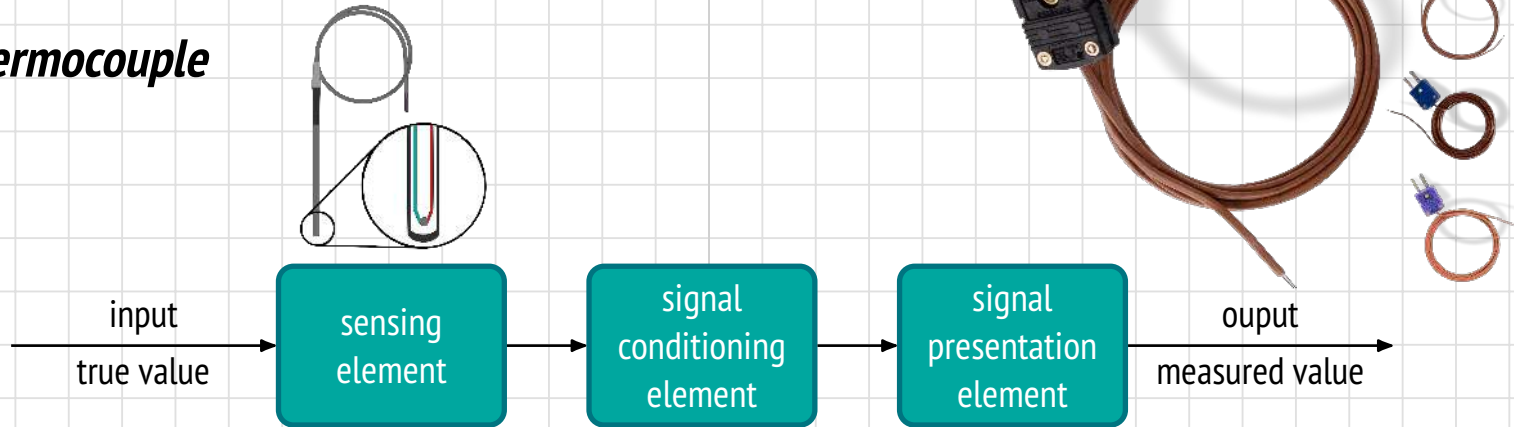 ermocouple
input
true value
sensing
element
signal
conditioning
element
signal
presentation
element
ouput
measured value